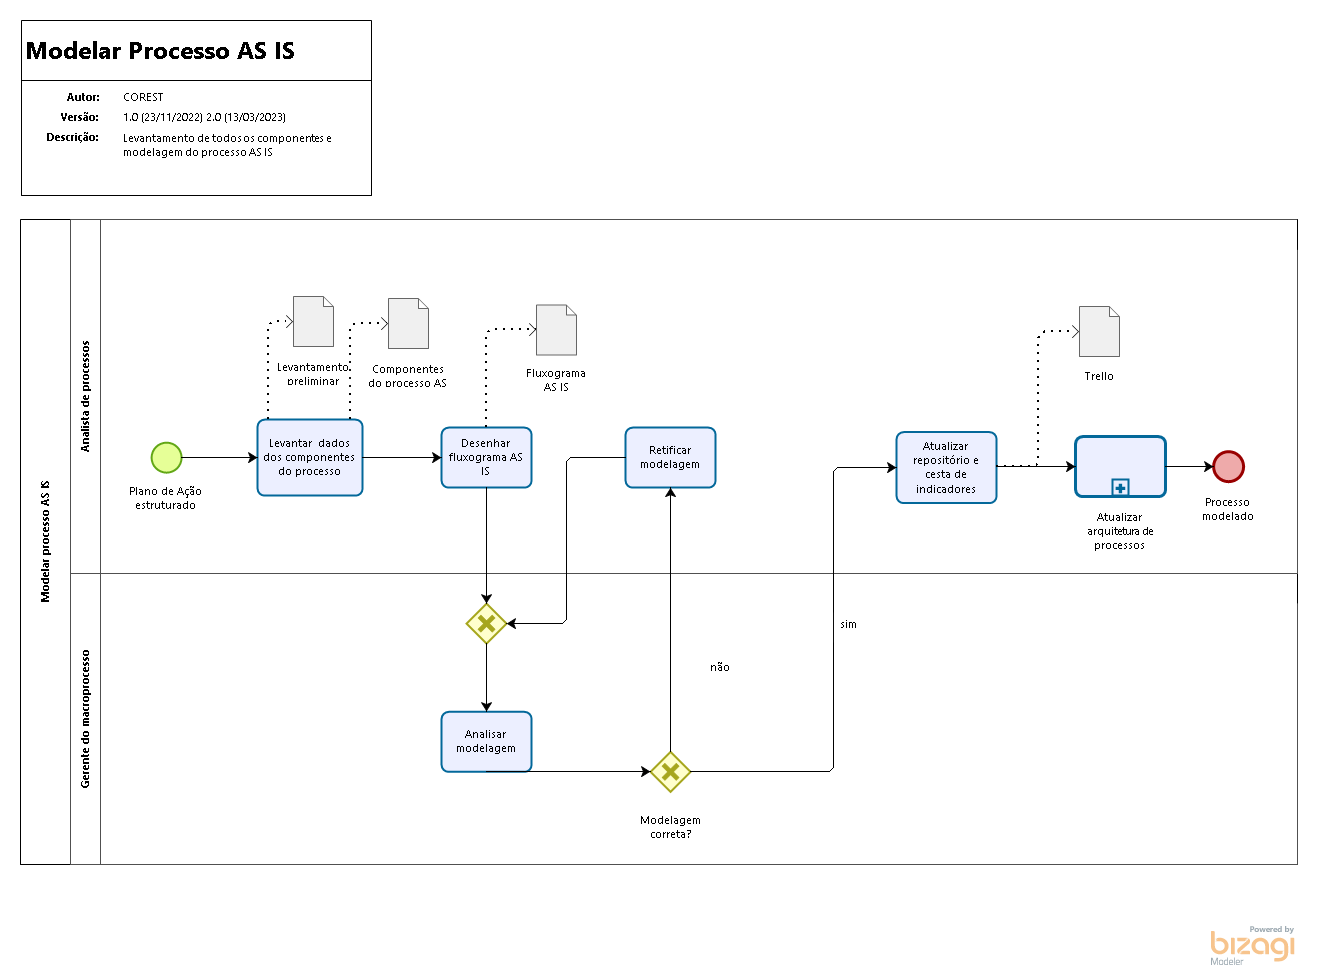 Modelar Processo AS IS
Autor: COREST
Versão: 1.0 (23/11/2022) 2.0 (13/03/2023)
Descrição: Levantamento de todos os componentes e
modelagem do processo AS IS
Modelar processo AS IS
Analista de processos
Levantamento
preliminar
Componentes
do processo AS
Fluxograma
AS IS
Trello
Plano de Ação
estruturado
Levantar dados
dos componentes
do processo
Desenhar
fluxograma AS
IS
Retificar
modelagem
Atualizar
repositório e
cesta de
indicadores
Atualizar
arquitetura de
processos
Processo
modelado
Gerente do macroprocesso
sim
não
Analisar
modelagem
Modelagem
correta?
Powered by
bizagi
Modeler